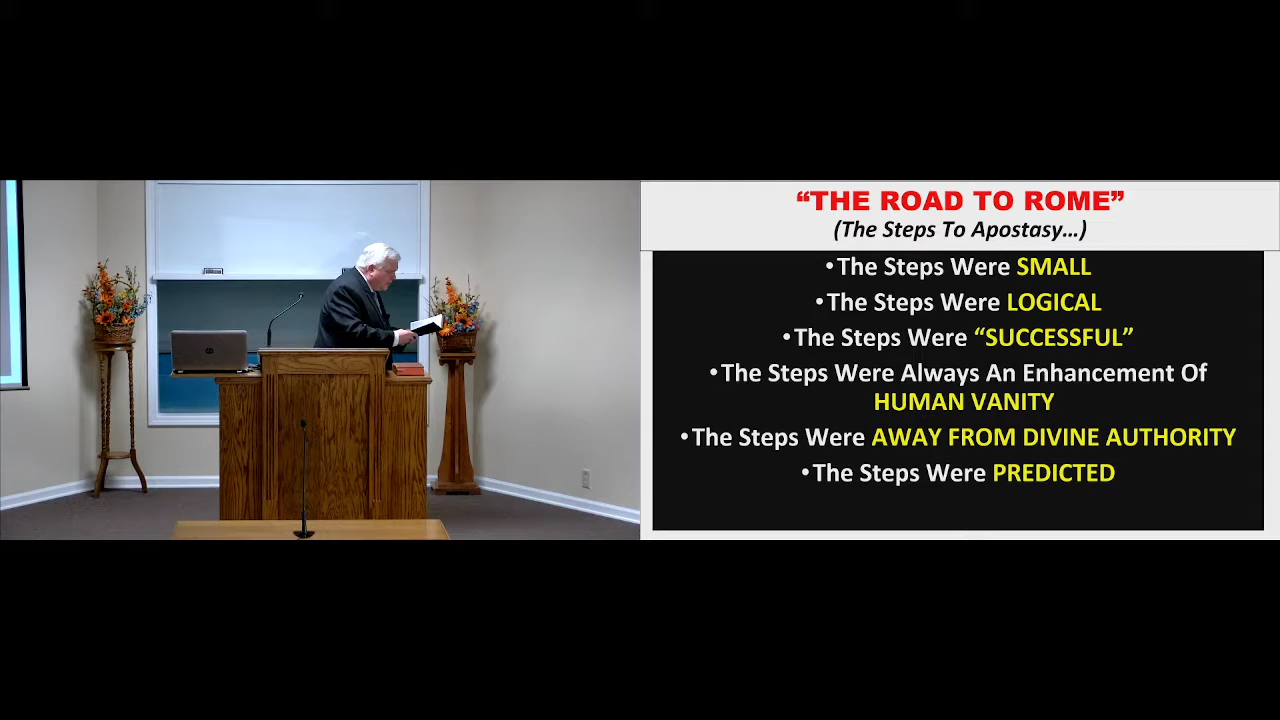 “THE ROAD TO ROME”
(The Steps To Apostasy...)
•The Steps Were SMALL
•The Steps Were LOGICAL
•The Steps Were “SUCCESSFUL”
•The Steps Were Always An Enhancement Of
HUMAN VANITY
•The Steps Were AWAY FROM DIVINE AUTHORITY
•The Steps Were PREDICTED